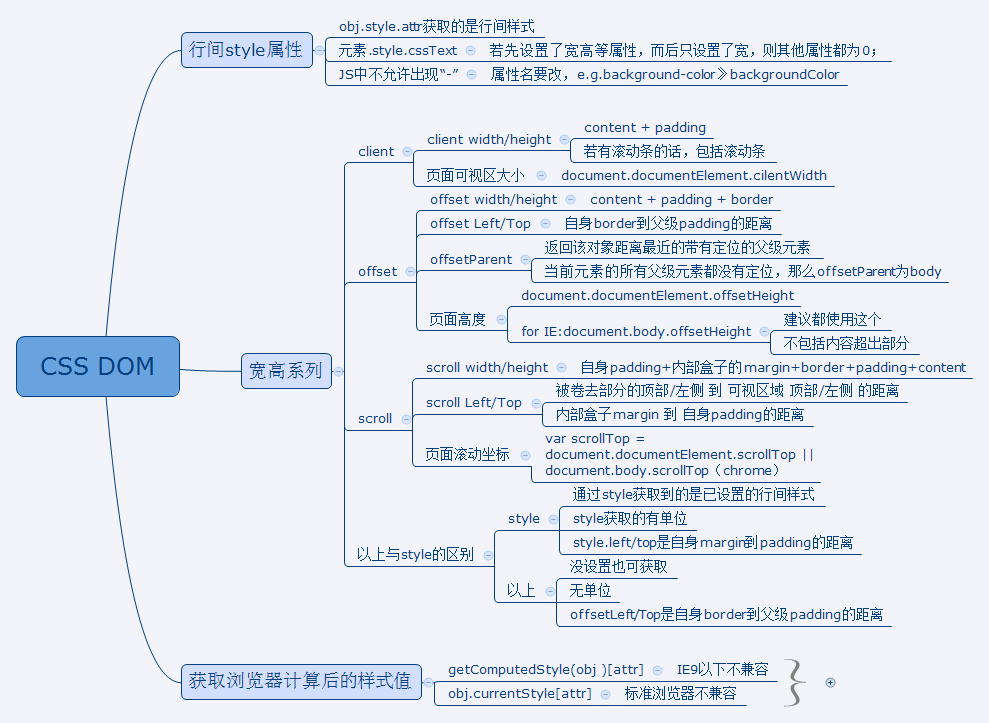 CSS DOM
行间style属性
obj.style.attr获取的是行间样式
元素.style.cssText 若先设置了宽高等属性，而后只设置了宽，则其他属性都为0；
JS中不允许出现“-” 属性名要改，e.g.background-color》backgroundColor
宽高系列
client
client width/height
content + padding
若有滚动条的话，包括滚动条
页面可视区大小 document.documentElement.cilentWidth
offset
offset width/height content + padding + border
offset Left/Top 自身border到父级padding的距离
offsetParent
返回该对象距离最近的带有定位的父级元素
当前元素的所有父级元素都没有定位，那么offsetParent为body
页面高度
document.documentElement.offsetHeight
for IE:document.body.offsetHeight
建议都使用这个
不包括内容超出部分
scroll
scroll width/height 自身padding+内部盒子的margin+border+padding+content
scroll Left/Top
被卷去部分的顶部/左侧 到 可视区域 顶部/左侧 的距离
内部盒子margin 到 自身padding的距离
页面滚动坐标
var scrollTop =
document.documentElement.scrollTop ||
document.body.scrollTop（chrome）
以上与style的区别
style
通过style获取到的是已设置的行间样式
style获取的有单位
style.left/top是自身margin到padding的距离
以上
没设置也可获取
无单位
offsetLeft/Top是自身border到父级padding的距离
获取浏览器计算后的样式值
getComputedStyle(obj )[attr] IE9以下不兼容
obj.currentStyle[attr] 标准浏览器不兼容